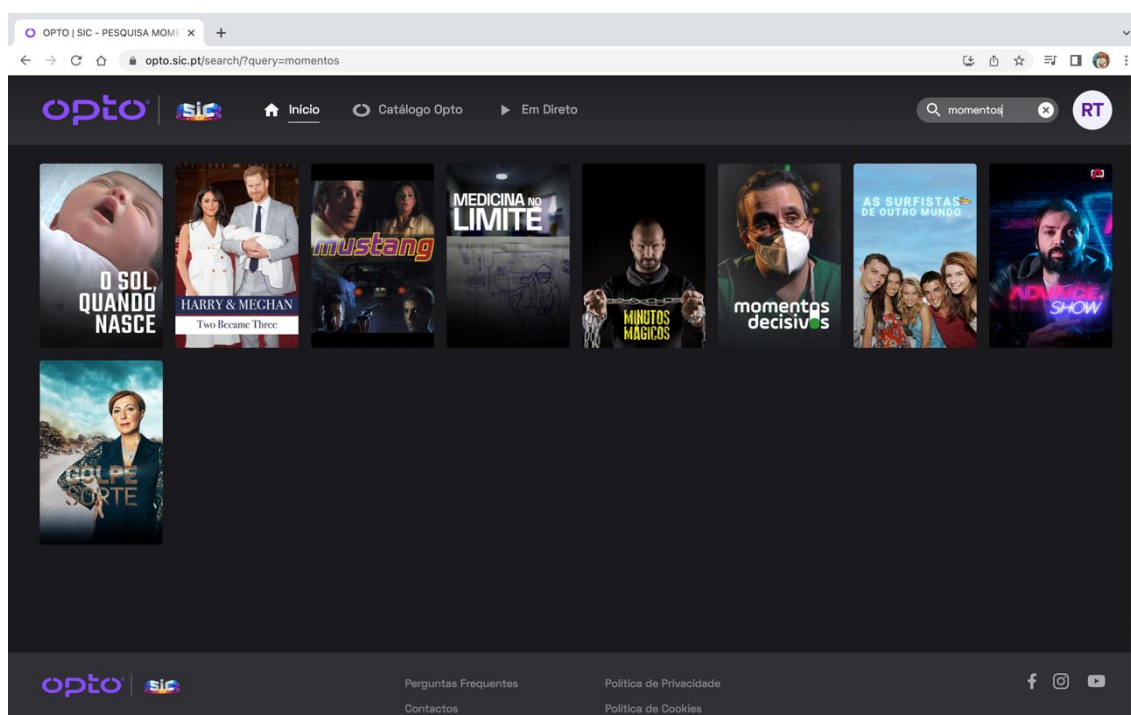 OPTO | SIC - PESQUISA MOME
opto.sic.pt/search/?query=momentos
opto
SIC
Início
Catálogo Opto
Em Direto
momentos
RT
O SOL,
QUANDO
NASCE
HARRY & MEGHAN
Two Became Three
mustang
MEDICINA NO
LIMITE
MINUTOS
MÁGICOS
momentos
decisivos
AS SURFISTAS
DE OUTRO MUNDO
ADVANCE
SHOW
GOLPE
SORTE
opto
SIC
Perguntas Frequentes
Política de Privacidade
Contactos
Política de Cookies